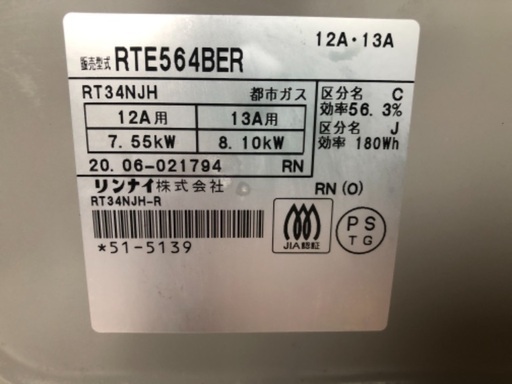 12A・13A
販売型式 RTE564BER
RT34NJH 都市ガス
12A用 13A用
7.55kW 8.10kW
区分名 C
効率56.3%
区分名 J
効率 180Wh
20.06-021794 RN
リンナイ株式会社 RN(O)
RT34NJH-R
*51-5139
JIA認証
PS
TG